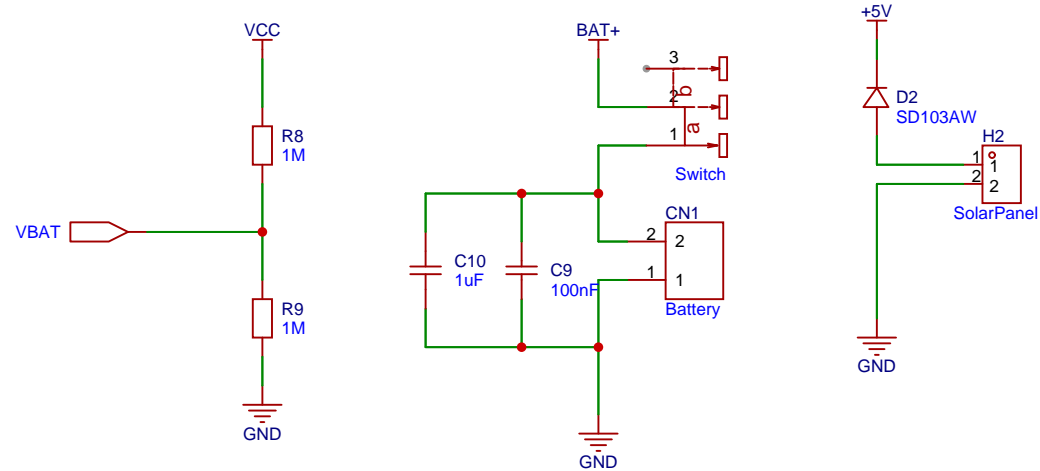 VCC
R8
1M
VBAT
R9
1M
GND
BAT+
3
b
2
a
1
Switch
C10
1uF
C9
100nF
CN1
2 2
1 1
Battery
GND
+5V
D2
SD103AW
H2
1 1
2 2
SolarPanel
GND